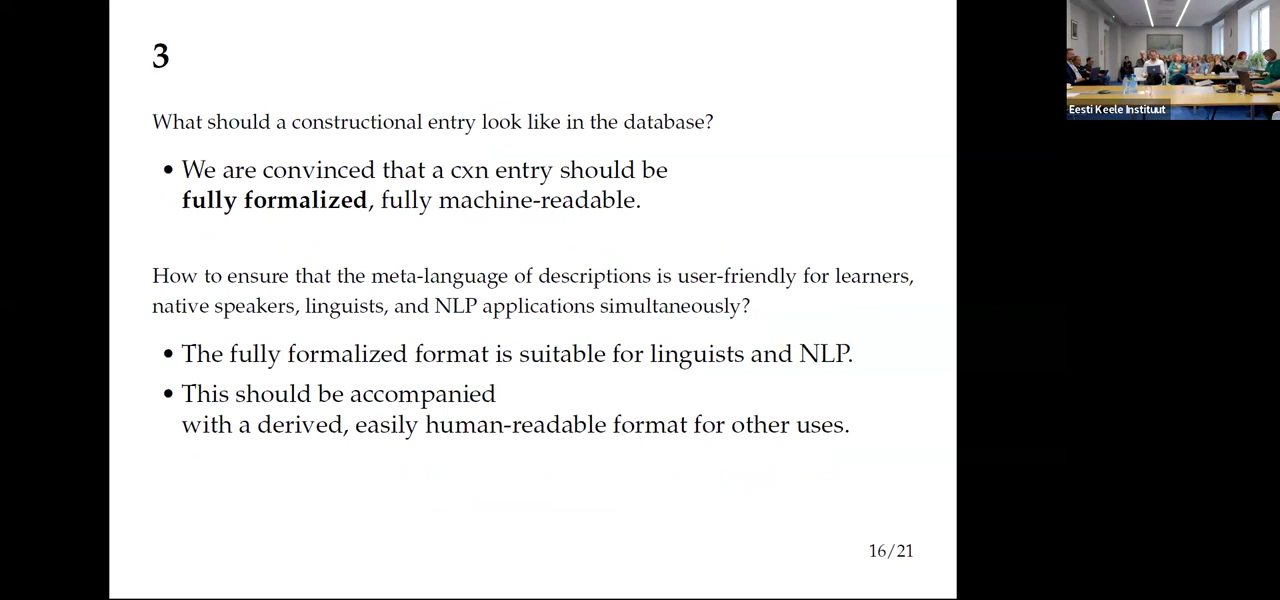 3
What should a constructional entry look like in the database?
• We are convinced that a cxn entry should be
fully formalized, fully machine-readable.
How to ensure that the meta-language of descriptions is user-friendly for learners,
native speakers, linguists, and NLP applications simultaneously?
• The fully formalized format is suitable for linguists and NLP.
• This should be accompanied
with a derived, easily human-readable format for other uses.
16/21
Eesti Keele Instituut